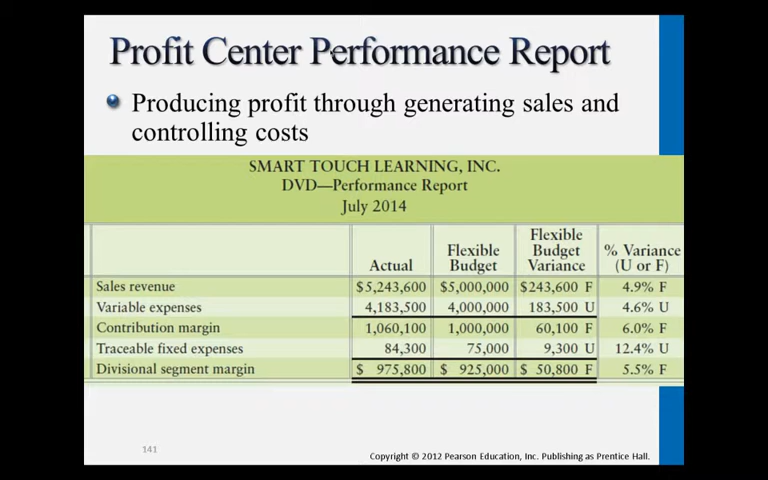 Profit Center Performance Report
Producing profit through generating sales and
controlling costs
SMART TOUCH LEARNING, INC.
DVD—Performance Report
July 2014
Actual Flexible Budget Flexible Budget Variance % Variance (U or F)
Sales revenue $5,243,600 $5,000,000 $243,600 F 4.9% F
Variable expenses 4,183,500 4,000,000 183,500 U 4.6% U
Contribution margin 1,060,100 1,000,000 60,100 F 6.0% F
Traceable fixed expenses 84,300 75,000 9,300 U 12.4% U
Divisional segment margin $ 975,800 $ 925,000 $ 50,800 F 5.5% F
141
Copyright © 2012 Pearson Education, Inc. Publishing as Prentice Hall.